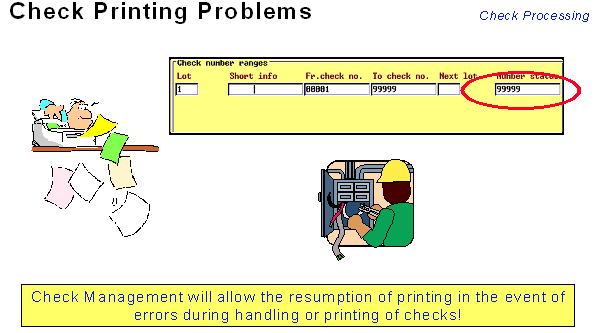 Check Printing Problems
Check Processing
Check number ranges
Lot Short info Fr.check no. To check no. Next lot Number status
1 00001 99999 99999
Check Management will allow the resumption of printing in the event of
errors during handling or printing of checks!